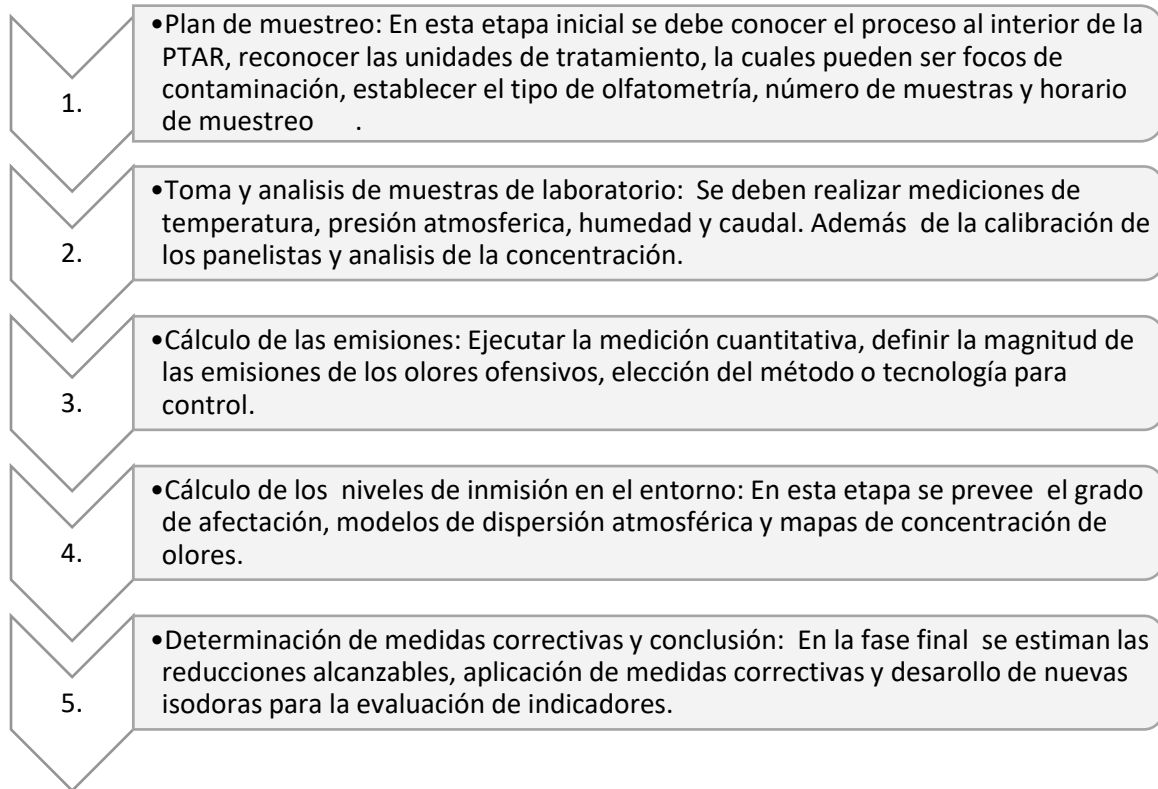 1.
•Plan de muestreo: En esta etapa inicial se debe conocer el proceso al interior de la
PTAR, reconocer las unidades de tratamiento, la cuales pueden ser focos de
contaminación, establecer el tipo de olfatometría, número de muestras y horario
de muestreo .
2.
•Toma y analisis de muestras de laboratorio: Se deben realizar mediciones de
temperatura, presión atmosferica, humedad y caudal. Además de la calibración de
los panelistas y analisis de la concentración.
3.
•Cálculo de las emisiones: Ejecutar la medición cuantitativa, definir la magnitud de
las emisiones de los olores ofensivos, elección del método o tecnología para
control.
4.
•Cálculo de los niveles de inmisión en el entorno: En esta etapa se prevee el grado
de afectación, modelos de dispersión atmosférica y mapas de concentración de
olores.
5.
•Determinación de medidas correctivas y conclusión: En la fase final se estiman las
reducciones alcanzables, aplicación de medidas correctivas y desarollo de nuevas
isodoras para la evaluación de indicadores.